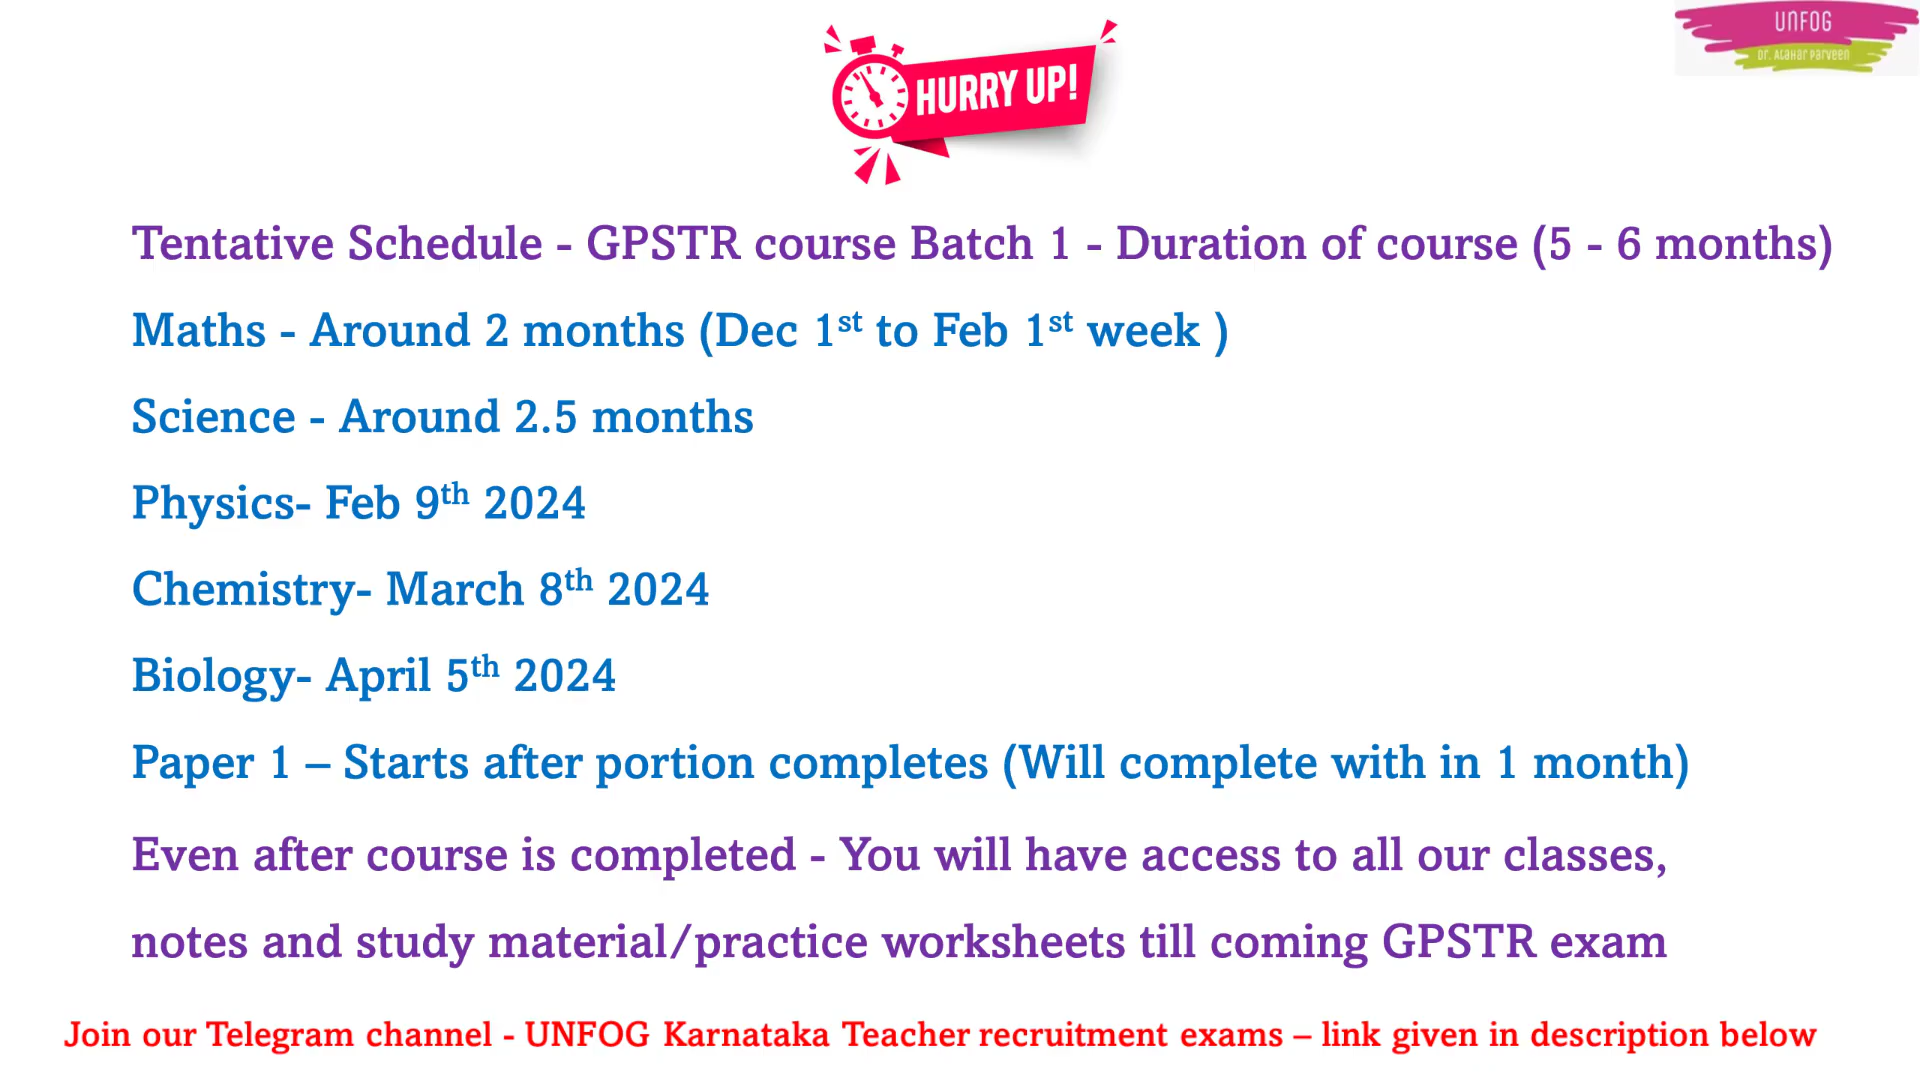 UNFOG
Dr. Atahar Parveen
HURRY UP!
Tentative Schedule - GPSTR course Batch 1 - Duration of course (5 - 6 months)
Maths - Around 2 months (Dec 1st to Feb 1st week )
Science - Around 2.5 months
Physics- Feb 9th 2024
Chemistry- March 8th 2024
Biology- April 5th 2024
Paper 1 – Starts after portion completes (Will complete with in 1 month)
Even after course is completed - You will have access to all our classes,
notes and study material/practice worksheets till coming GPSTR exam
Join our Telegram channel - UNFOG Karnataka Teacher recruitment exams – link given in description below